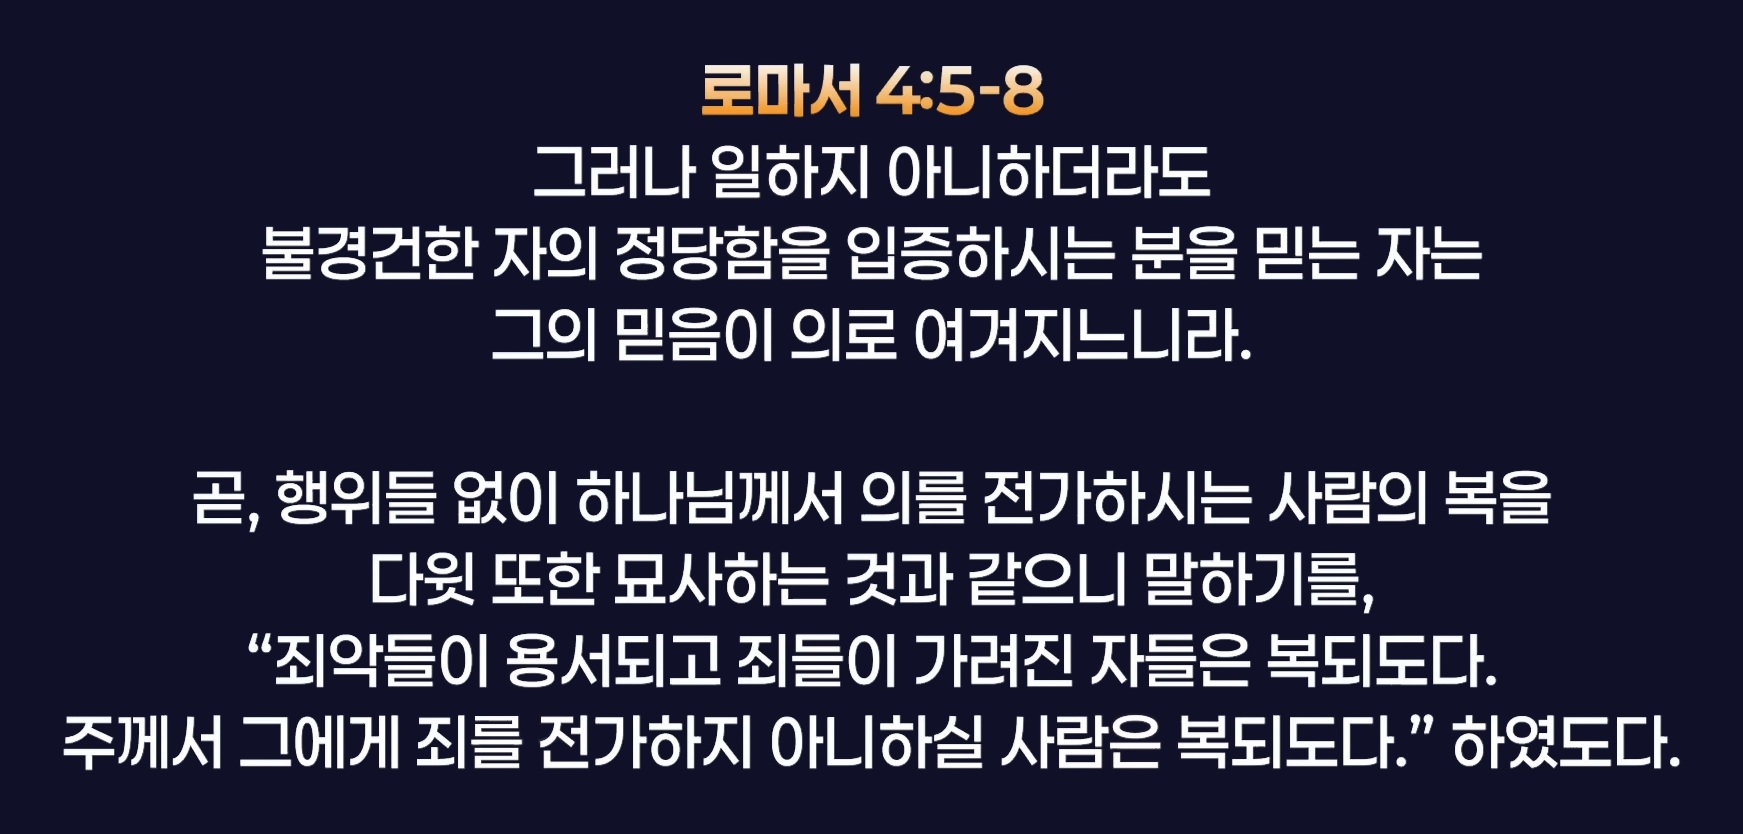 로마서 4:5-8
그러나 일하지 아니하더라도
불경건한 자의 정당함을 입증하시는 분을 믿는 자는
그의 믿음이 의로 여겨지느니라.
곧, 행위들 없이 하나님께서 의를 전가하시는 사람의 복을
다윗 또한 묘사하는 것과 같으니 말하기를,
“죄악들이 용서되고 죄들이 가려진 자들은 복되도다.
주께서 그에게 죄를 전가하지 아니하실 사람은 복되도다.” 하였도다.